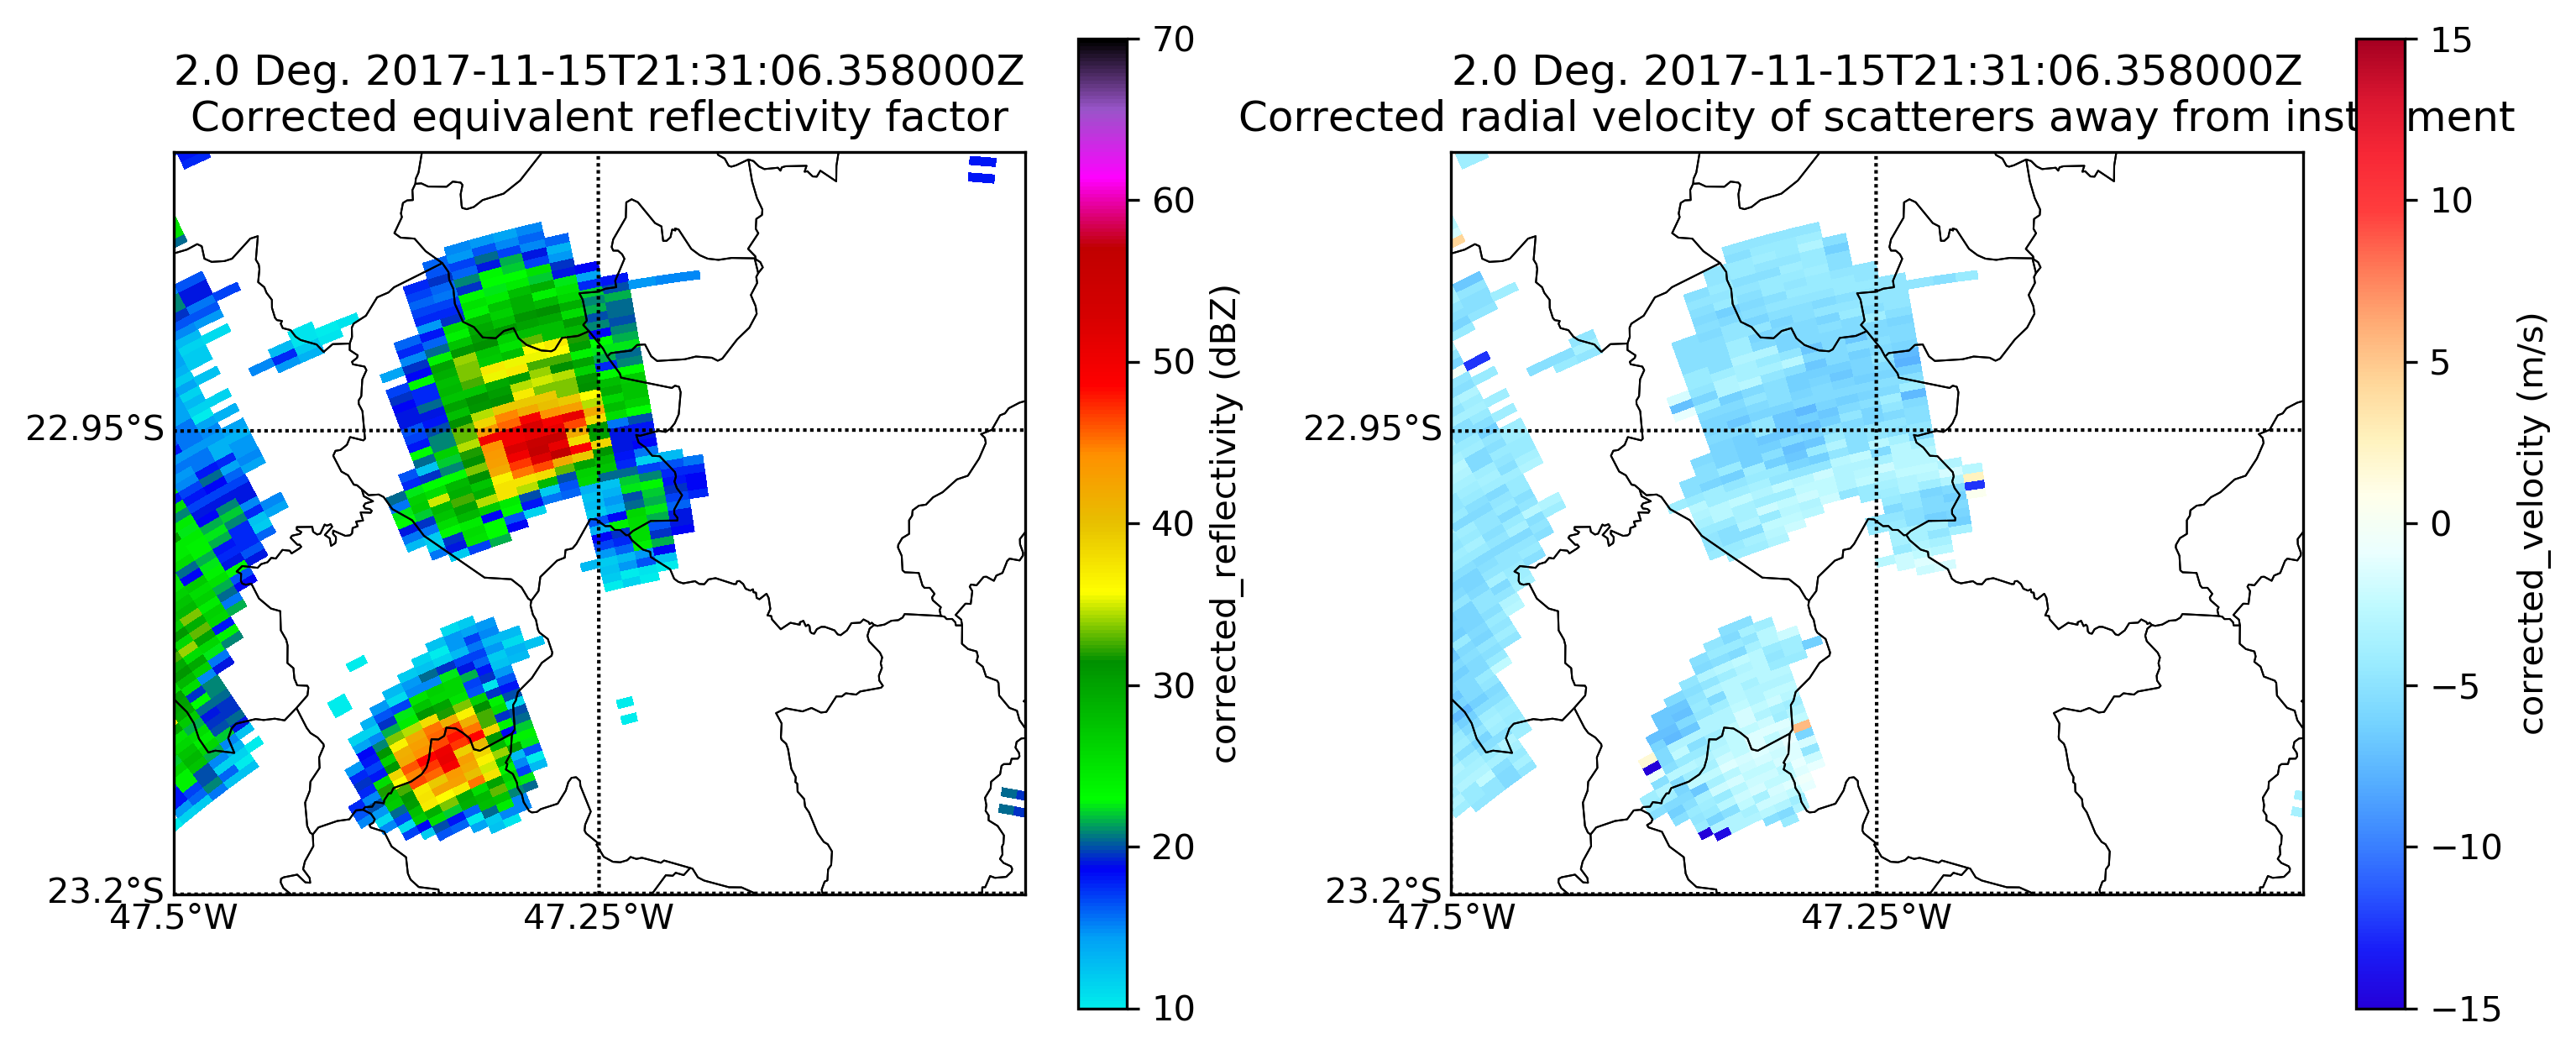 2.0 Deg. 2017-11-15T21:31:06.358000Z
Corrected equivalent reflectivity factor
22.95°S
23.2°S
47.5°W
47.25°W
70
60
50
40
30
20
10
corrected_reflectivity (dBZ)
2.0 Deg. 2017-11-15T21:31:06.358000Z
Corrected radial velocity of scatterers away from inst ment
22.95°S
23.2°S
47.5°W
47.25°W
15
10
5
0
−5
−10
−15
corrected_velocity (m/s)